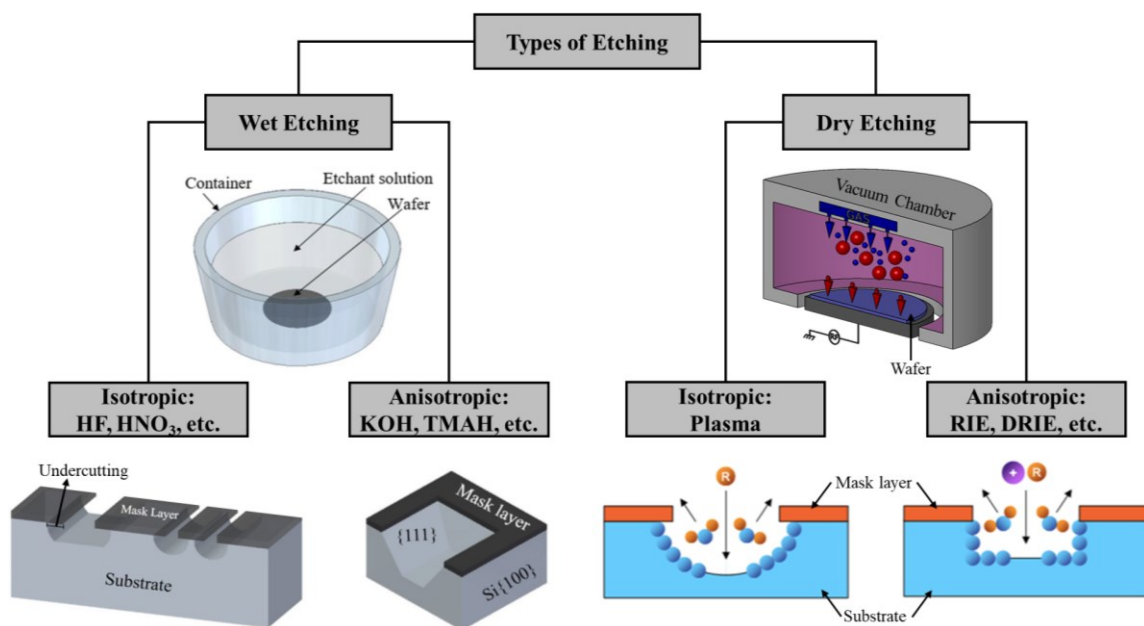 Types of Etching
Wet Etching
Dry Etching
Container
Etchant solution
Wafer
Vacuum Chamber
GAS
RF
Wafer
Isotropic:
HF, HNO₃, etc.
Anisotropic:
KOH, TMAH, etc.
Isotropic:
Plasma
Anisotropic:
RIE, DRIE, etc.
Undercutting
Mask Layer
Substrate
Mask layer
{111}
Si{100}
R
Mask layer
+ R
Substrate